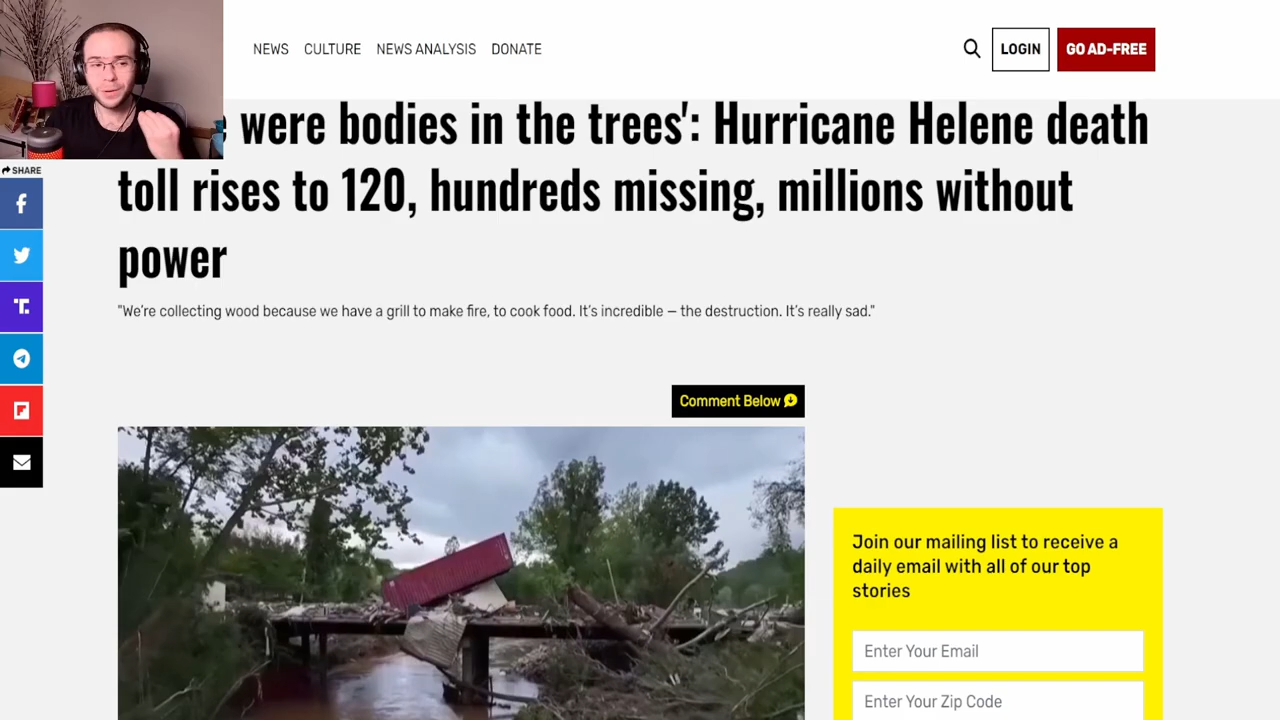 NEWS CULTURE NEWS ANALYSIS DONATE
LOGIN
GO AD-FREE
were bodies in the trees': Hurricane Helene death
toll rises to 120, hundreds missing, millions without
power
SHARE
"We're collecting wood because we have a grill to make fire, to cook food. It's incredible — the destruction. It's really sad."
Comment Below
Join our mailing list to receive a
daily email with all of our top
stories
Enter Your Email
Enter Your Zip Code